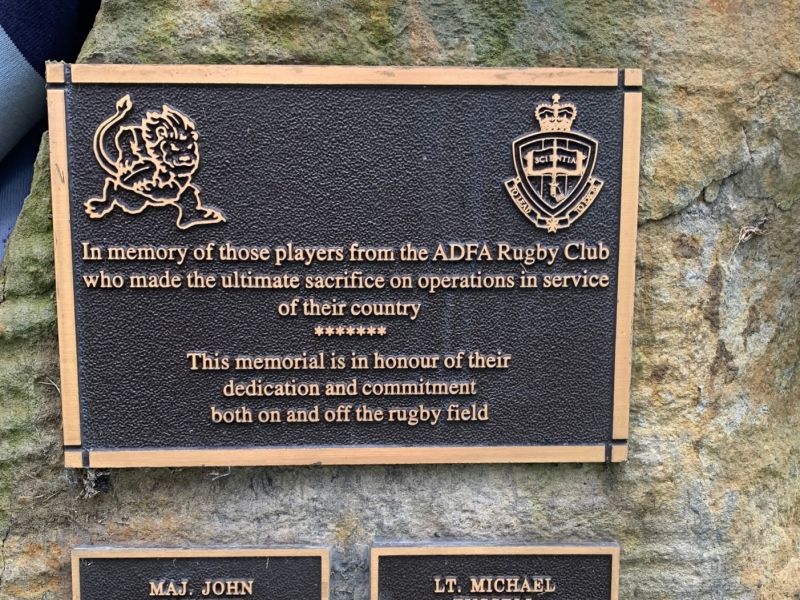 SCIENTIA
In memory of those players from the ADFA Rugby Club
who made the ultimate sacrifice on operations in service
of their country
*******
This memorial is in honour of their
dedication and commitment
both on and off the rugby field
MAJ. JOHN
LT. MICHAEL